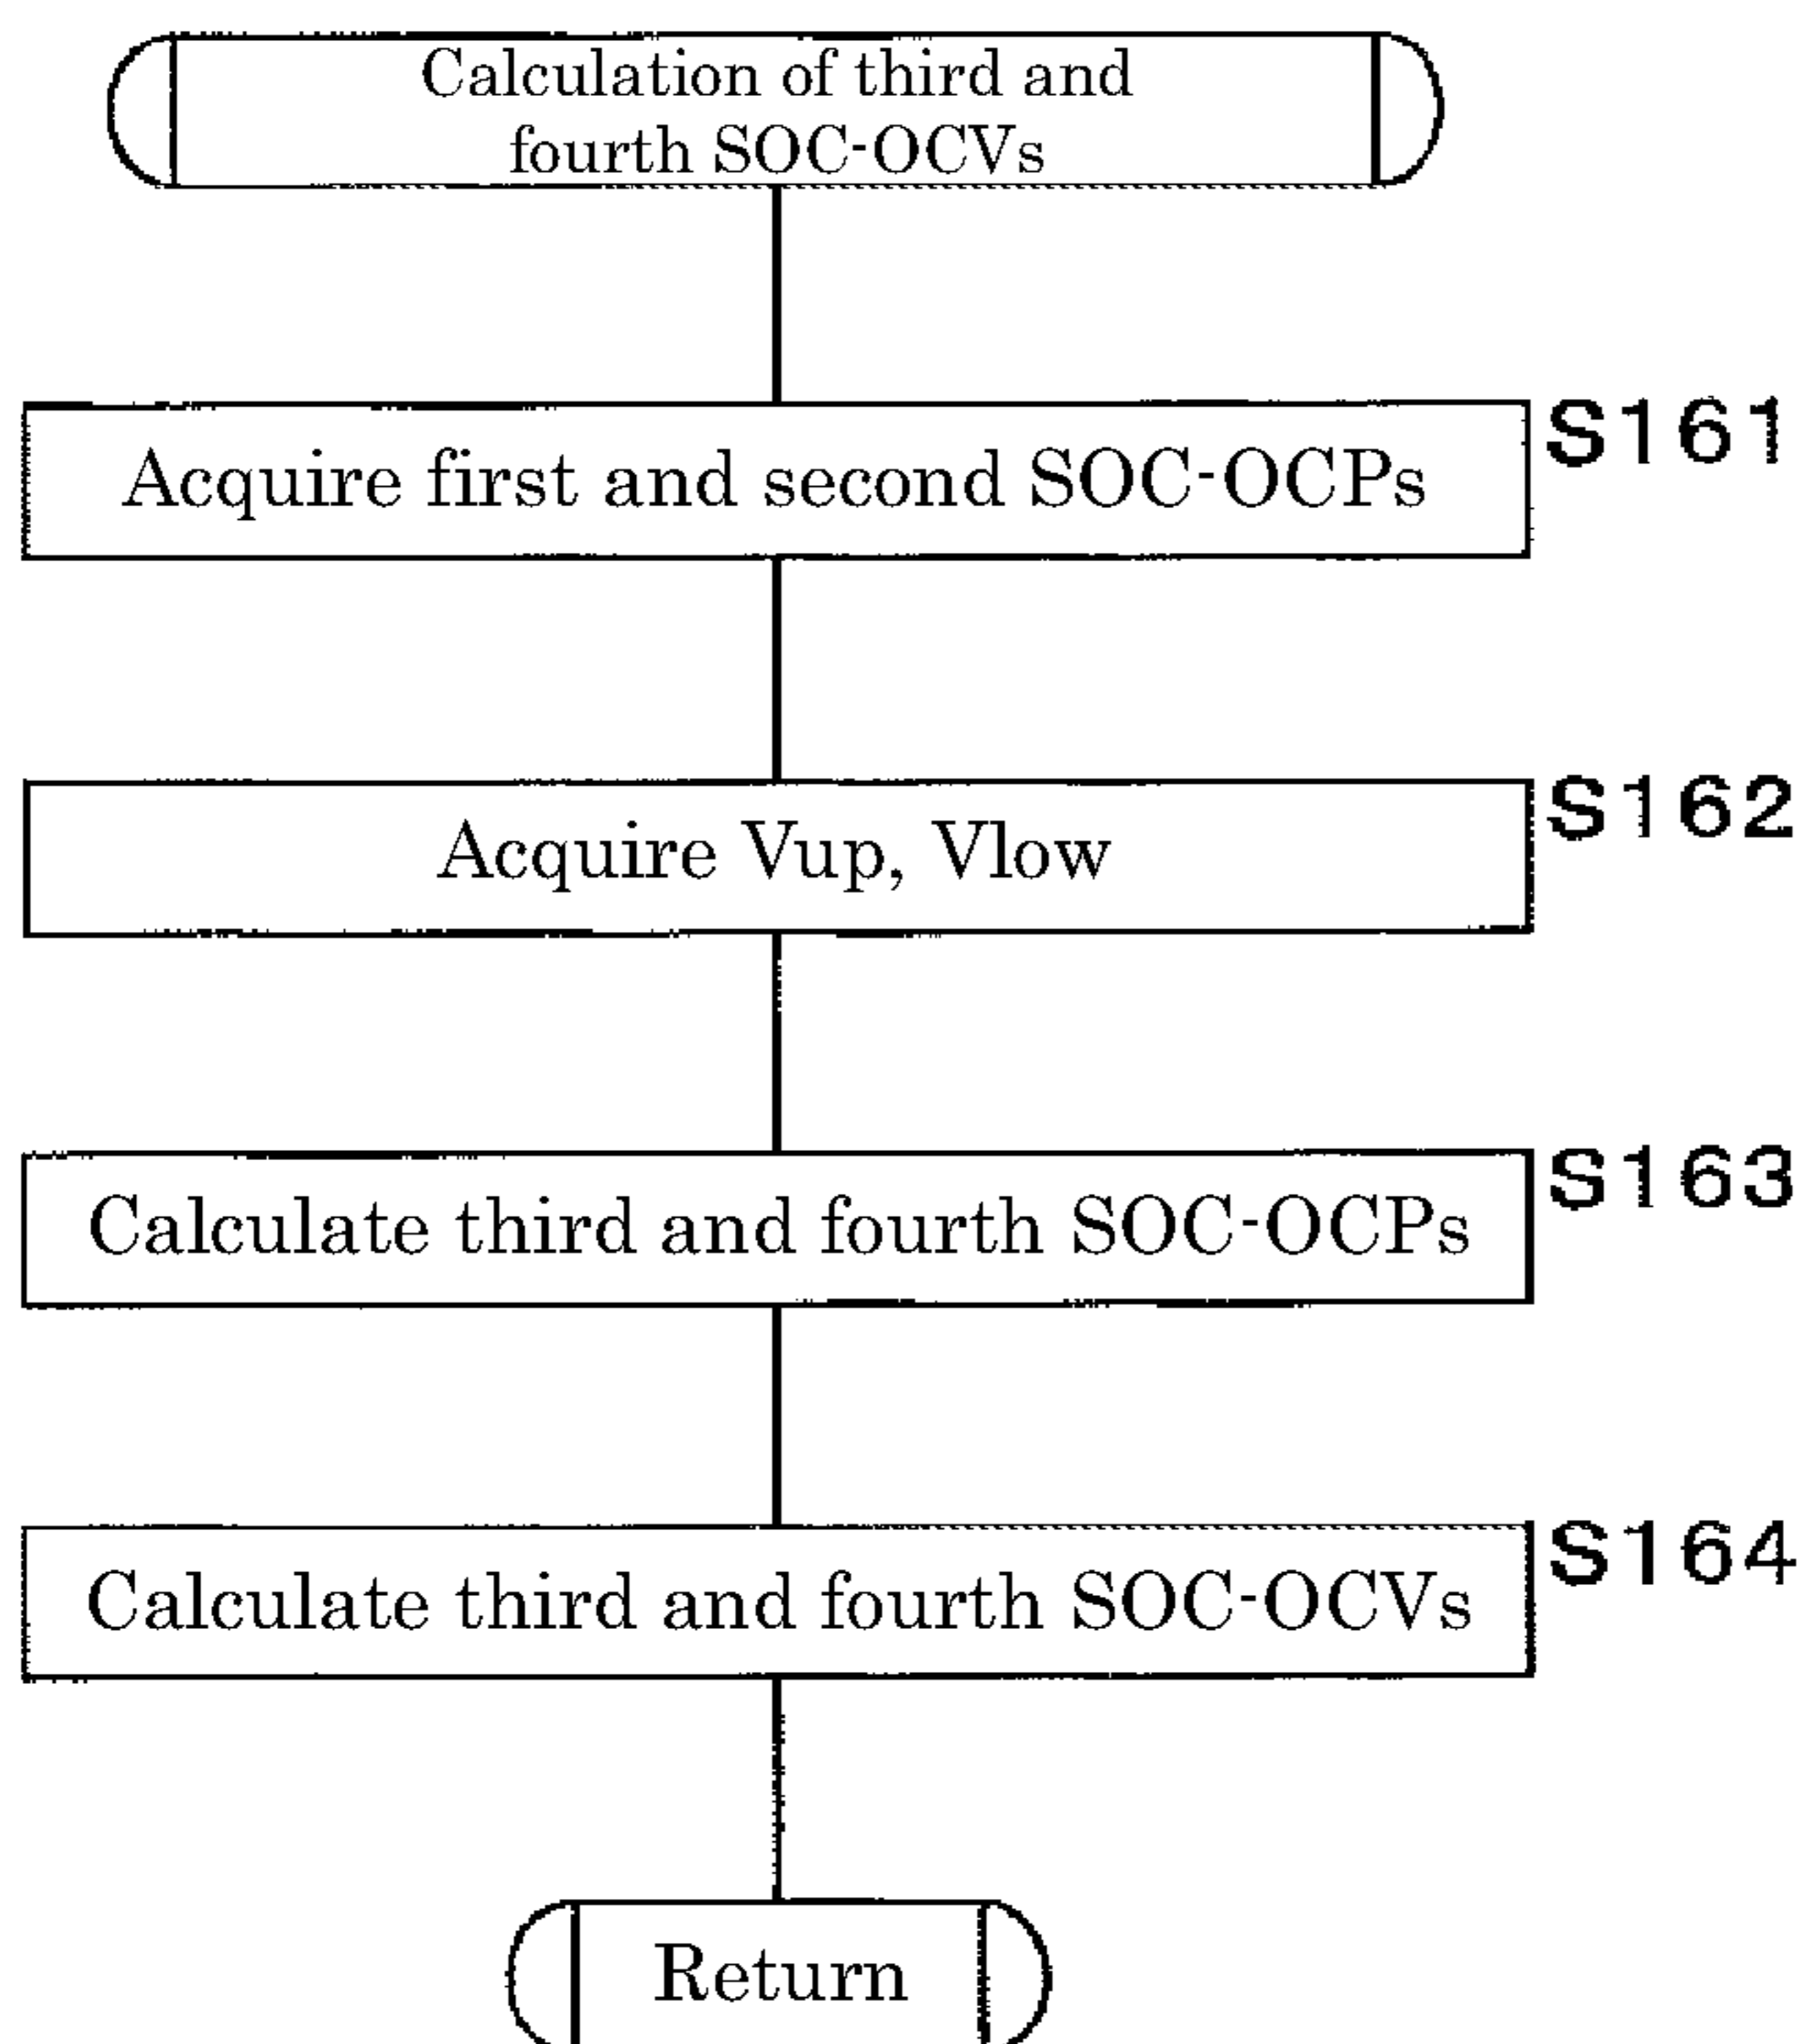 Calculation of third and
fourth SOC-OCVs
Acquire first and second SOC-OCPs
S161
Acquire Vup, Vlow
S162
Calculate third and fourth SOC-OCPs
S163
Calculate third and fourth SOC-OCVs
S164
Return